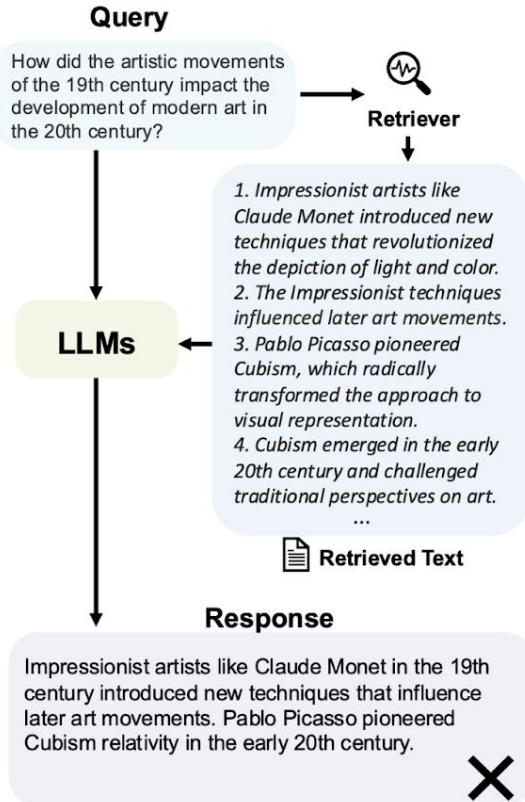 Query
How did the artistic movements
of the 19th century impact the
development of modern art in
the 20th century?
Retriever
1. Impressionist artists like
Claude Monet introduced new
techniques that revolutionized
the depiction of light and color.
2. The Impressionist techniques
influenced later art movements.
3. Pablo Picasso pioneered
Cubism, which radically
transformed the approach to
visual representation.
4. Cubism emerged in the early
20th century and challenged
traditional perspectives on art.
...
Retrieved Text
LLMs
Response
Impressionist artists like Claude Monet in the 19th
century introduced new techniques that influence
later art movements. Pablo Picasso pioneered
Cubism relativity in the early 20th century.